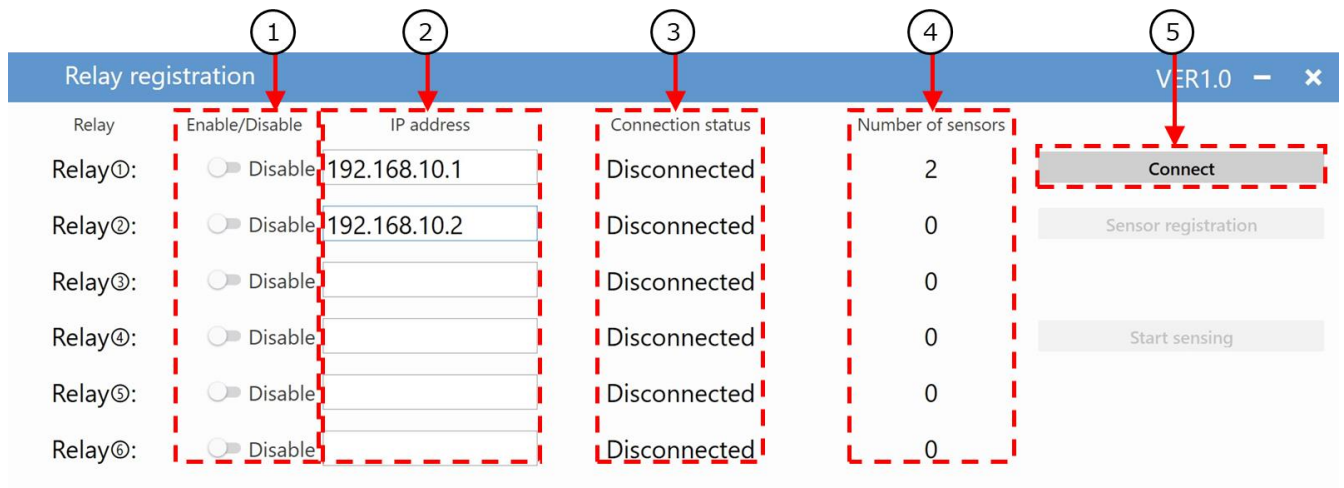 ① ② ③ ④ ⑤
Relay registration VER1.0
Relay Enable/Disable IP address Connection status Number of sensors
Relay①: Disable 192.168.10.1 Disconnected 2 Connect
Relay②: Disable 192.168.10.2 Disconnected 0 Sensor registration
Relay③: Disable Disconnected 0
Relay④: Disable Disconnected 0 Start sensing
Relay⑤: Disable Disconnected 0
Relay⑥: Disable Disconnected 0